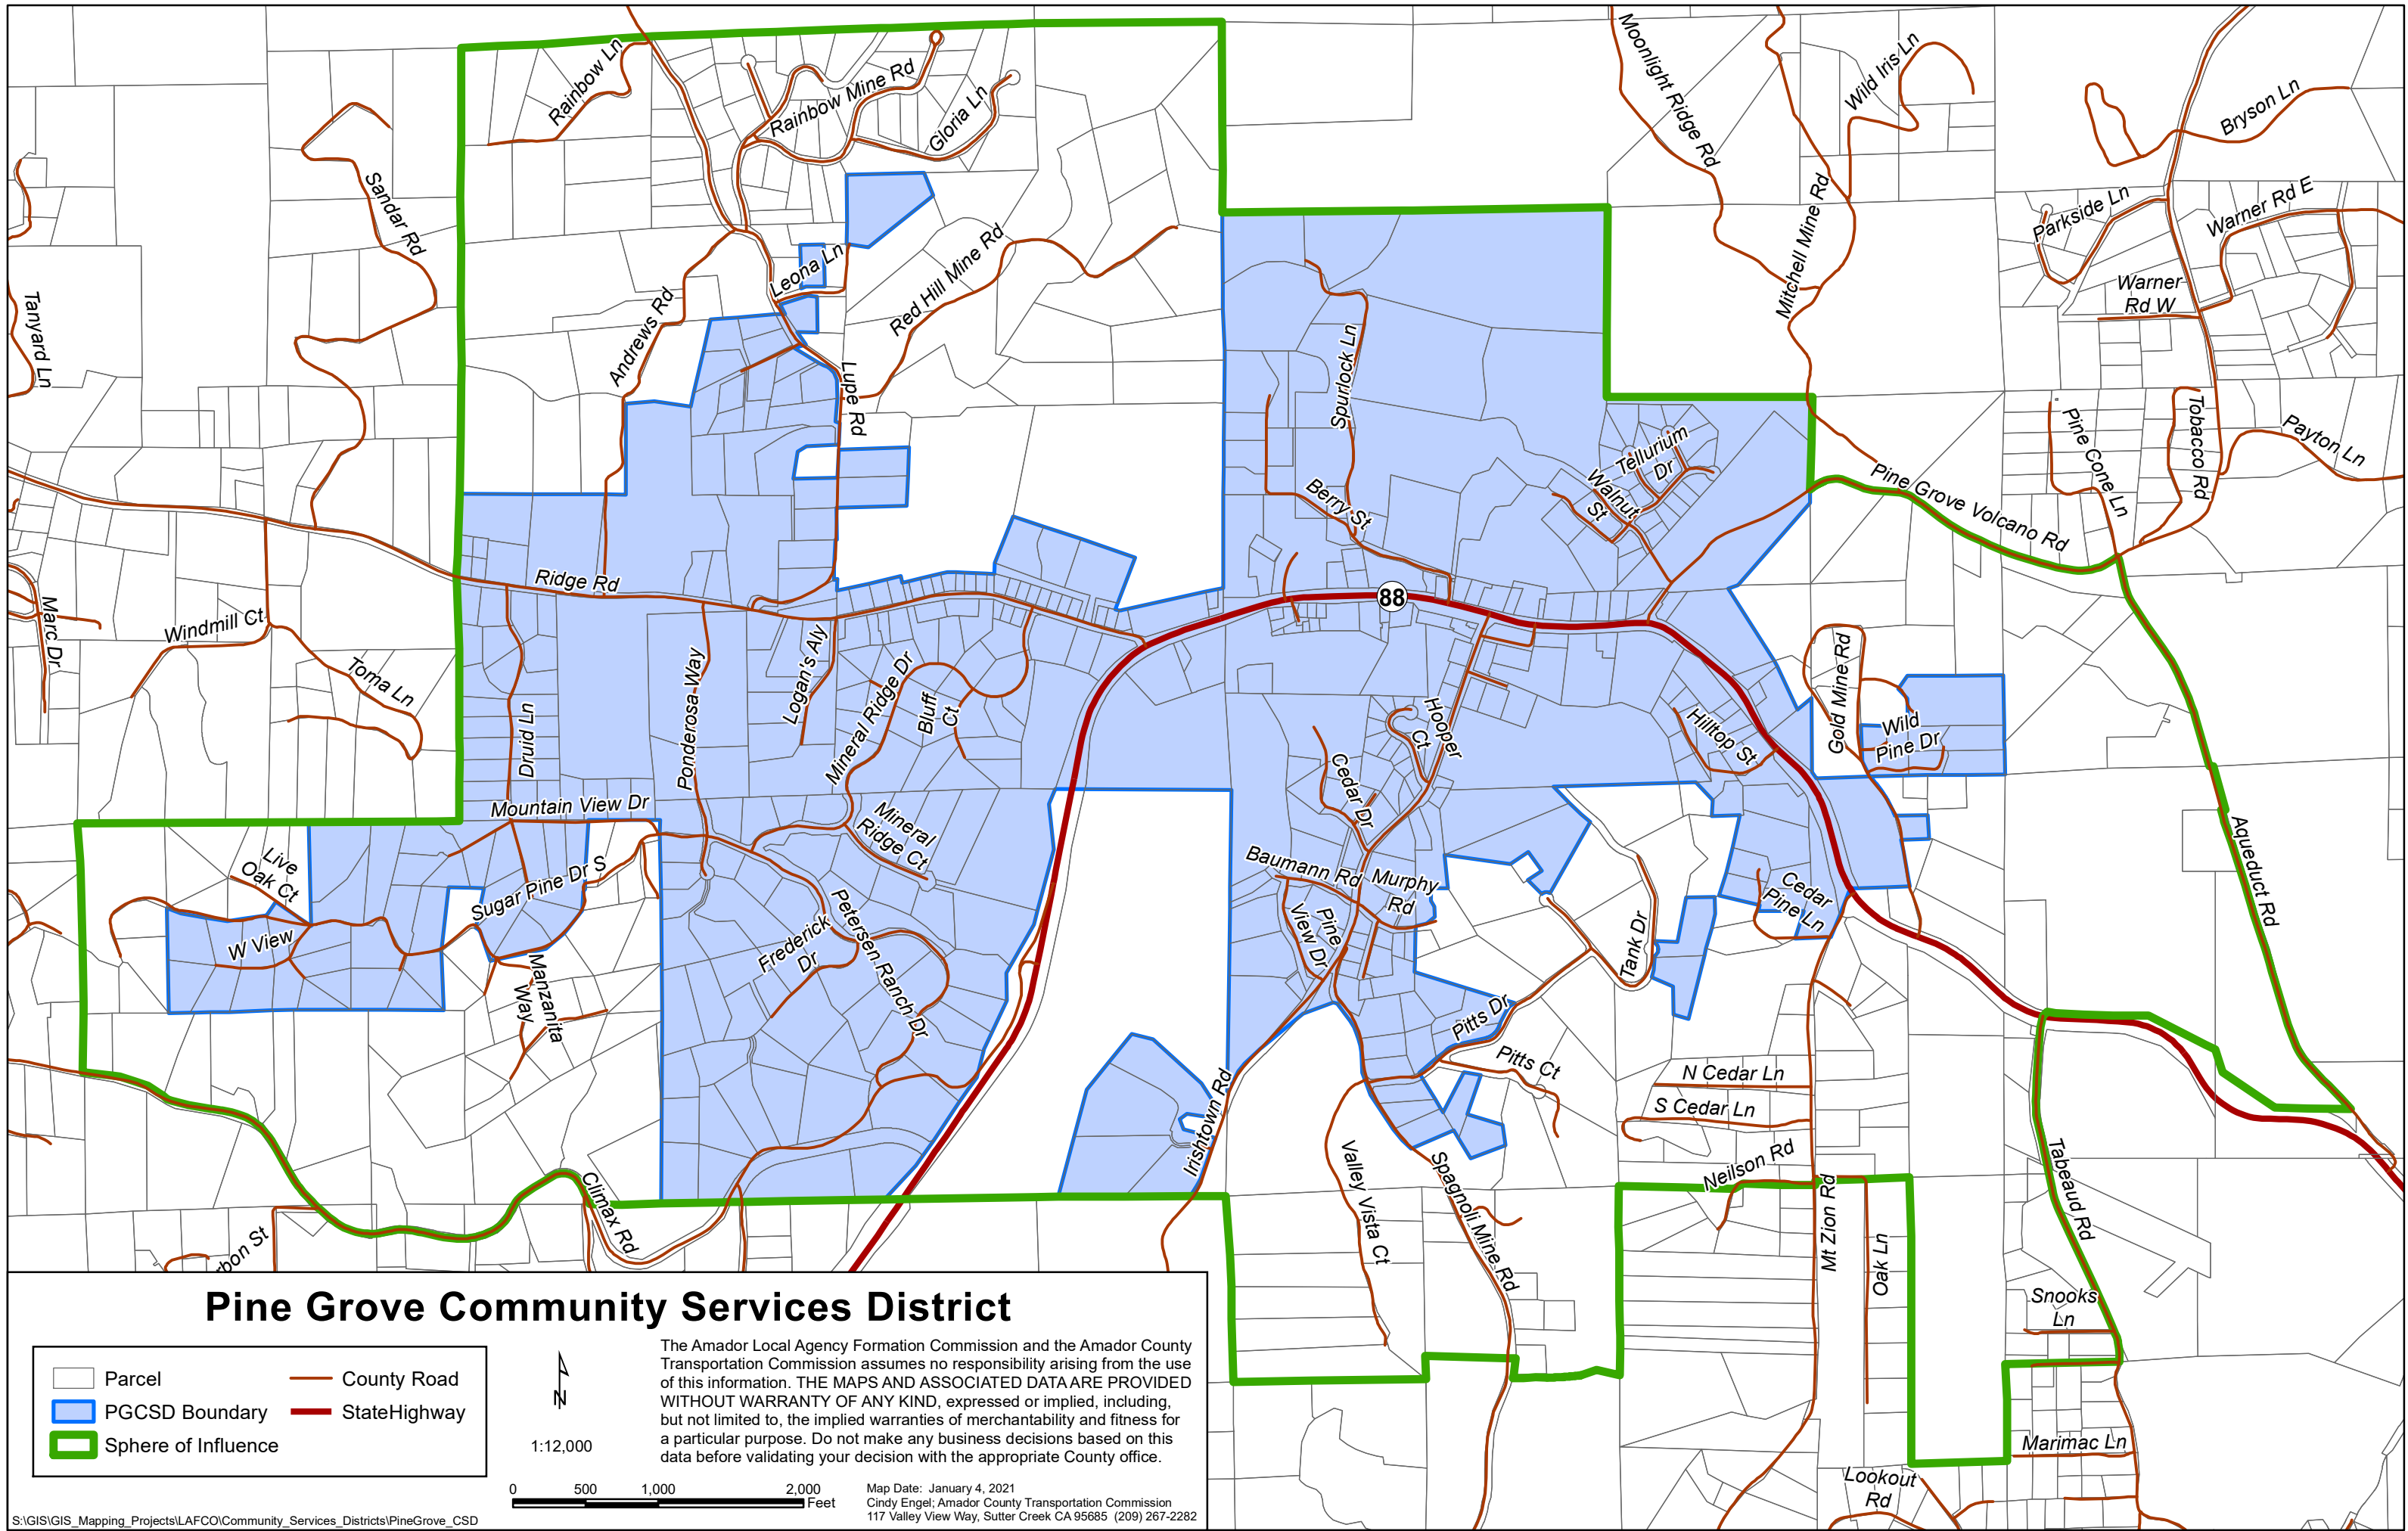 Rainbow Ln
Rainbow Mine Rd
Gloria Ln
Moonlight Ridge Rd
Wild Iris Ln
Bryson Ln
Sandar Rd
Parkside Ln
Warner Rd E
Mitchell Mine Rd
Leona Ln
Red Hill Mine Rd
Warner
Rd W
Tanyard Ln
Andrews Rd
Lupe Rd
Spurlock Ln
Tellurium
Dr
Walnut
St
Berry St
Pine Grove Volcano Rd
Pine Cone Ln
Tobacco Rd
Payton Ln
Ridge Rd
88
Marc Dr
Windmill Ct
Toma Ln
Druid Ln
Ponderosa Way
Logan's Aly
Mineral Ridge Dr
Bluff
Ct
Hooper
Ct
Hilltop St
Gold Mine Rd
Wild
Pine Dr
Mountain View Dr
Mineral
Ridge Ct
Cedar Dr
Aqueduct Rd
Live
Oak Ct
Sugar Pine Dr S
W View
Manzanita
Way
Petersen Ranch Dr
Frederick
Dr
Baumann Rd
Murphy
Rd
Pine
View Dr
Cedar
Pine Ln
Tank Dr
Pitts Dr
Pitts Ct
N Cedar Ln
S Cedar Ln
Irishtown Rd
Climax Rd
Valley Vista Ct
Spagnoli Mine Rd
Neilson Rd
Mt Zion Rd
Oak Ln
Tabeaud Rd
Snooks
Ln
Marimac Ln
Lookout
Rd
rbon St
Pine Grove Community Services District
Parcel
County Road
PGCSD Boundary
StateHighway
Sphere of Influence
N
1:12,000
0 500 1,000 2,000
Feet
The Amador Local Agency Formation Commission and the Amador County
Transportation Commission assumes no responsibility arising from the use
of this information. THE MAPS AND ASSOCIATED DATA ARE PROVIDED
WITHOUT WARRANTY OF ANY KIND, expressed or implied, including,
but not limited to, the implied warranties of merchantability and fitness for
a particular purpose. Do not make any business decisions based on this
data before validating your decision with the appropriate County office.
Map Date: January 4, 2021
Cindy Engel; Amador County Transportation Commission
117 Valley View Way, Sutter Creek CA 95685 (209) 267-2282
S:\GIS\GIS_Mapping_Projects\LAFCO\Community_Services_Districts\PineGrove_CSD